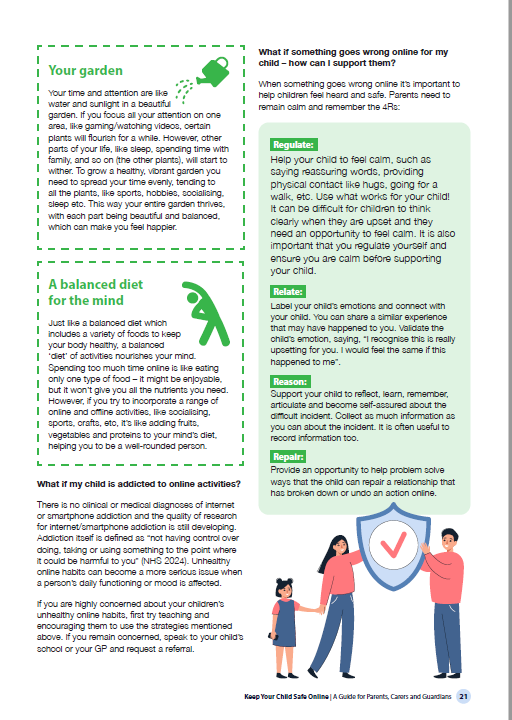 Your garden
Your time and attention are like
water and sunlight in a beautiful
garden. If you focus all your attention on one
area, like gaming/watching videos, certain
plants will flourish for a while. However, other
parts of your life, like sleep, spending time with
family, and so on (the other plants), will start to
wither. To grow a healthy, vibrant garden you
need to spread your time evenly, tending to
all the plants, like sports, hobbies, socialising,
sleep etc. This way your entire garden thrives,
with each part being beautiful and balanced,
which can make you feel happier.
A balanced diet
for the mind
Just like a balanced diet which
includes a variety of foods to keep
your body healthy, a balanced
‘diet’ of activities nourishes your mind.
Spending too much time online is like eating
only one type of food – it might be enjoyable,
but it won’t give you all the nutrients you need.
However, if you try to incorporate a range of
online and offline activities, like socialising,
sports, crafts, etc, it’s like adding fruits,
vegetables and proteins to your mind’s diet,
helping you to be a well-rounded person.
What if my child is addicted to online activities?
There is no clinical or medical diagnoses of internet
or smartphone addiction and the quality of research
for internet/smartphone addiction is still developing.
Addiction itself is defined as “not having control over
doing, taking or using something to the point where
it could be harmful to you” (NHS 2024). Unhealthy
online habits can become a more serious issue when
a person’s daily functioning or mood is affected.
If you are highly concerned about your children’s
unhealthy online habits, first try teaching and
encouraging them to use the strategies mentioned
above. If you remain concerned, speak to your child’s
school or your GP and request a referral.
What if something goes wrong online for my
child – how can I support them?
When something goes wrong online it’s important to
help children feel heard and safe. Parents need to
remain calm and remember the 4Rs:
Regulate:
Help your child to feel calm, such as
saying reassuring words, providing
physical contact like hugs, going for a
walk, etc. Use what works for your child!
It can be difficult for children to think
clearly when they are upset and they
need an opportunity to feel calm. It is also
important that you regulate yourself and
ensure you are calm before supporting
your child.
Relate:
Label your child’s emotions and connect with
your child. You can share a similar experience
that may have happened to you. Validate the
child’s emotion, saying, “I recognise this is really
upsetting for you. I would feel the same if this
happened to me”.
Reason:
Support your child to reflect, learn, remember,
articulate and become self-assured about the
difficult incident. Collect as much information as
you can about the incident. It is often useful to
record information too.
Repair:
Provide an opportunity to help problem solve
ways that the child can repair a relationship that
has broken down or undo an action online.
Keep Your Child Safe Online | A Guide for Parents, Carers and Guardians 21